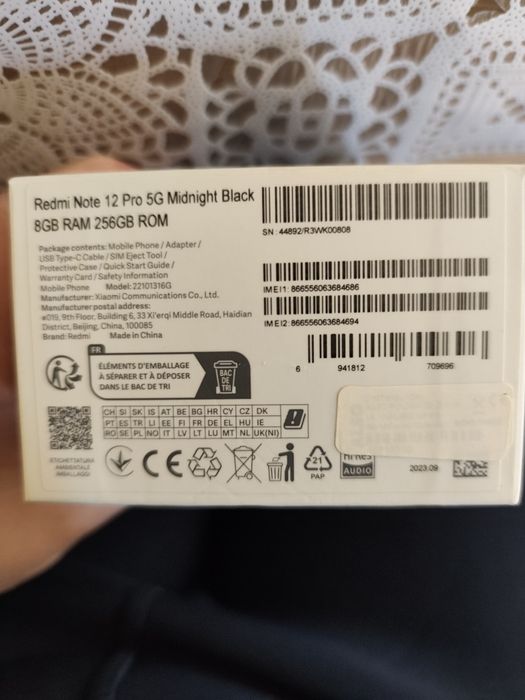 Redmi Note 12 Pro 5G Midnight Black
8GB RAM 256GB ROM
SN: 44892/R3WK00808
Package contents: Mobile Phone / Adapter /
USB Type-C Cable / SIM Eject Tool /
Protective Case / Quick Start Guide /
Warranty Card / Safety Information
Mobile Phone Model: 22101316G
Manufacturer: Xiaomi Communications Co., Ltd.
Manufacturer postal address:
#019, 9th Floor, Building 6, 33 Xi'erqi Middle Road, Haidian
District, Beijing, China, 100085
Brand: Redmi Made in China
IMEI1: 866556063684686
IMEI2: 866556063684694
6 941812 709696
FR
ÉLÉMENTS D'EMBALLAGE
À SÉPARER ET À DÉPOSER
DANS LE BAC DE TRI
BAC
DE
TRI
CH SI SK IS AT BE BG HR CY CZ DK
PT ES TR LI EE FI FR DE EL HU IE
RO SE PL NO IT LV LT LU MT NL UK(NI)
ETICHETTATURA
AMBIENTALE
IMBALLAGGI
CE
21
PAP
HI-RES
AUDIO
2023.09